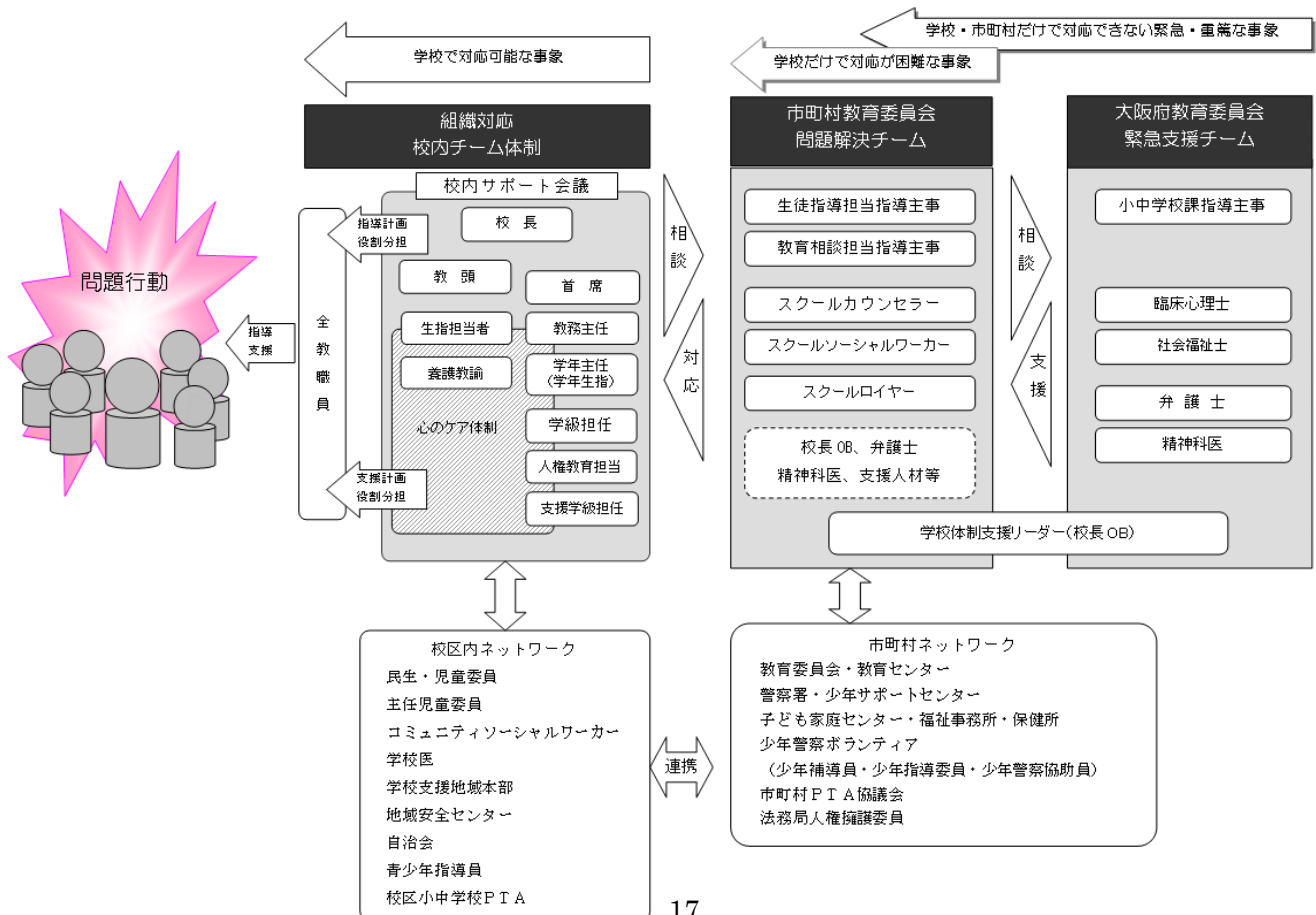 学校・市町村だけで対応できない緊急・重篤な事象
学校で対応可能な事象
学校だけで対応が困難な事象
組織対応
校内チーム体制
市町村教育委員会
問題解決チーム
大阪府教育委員会
緊急支援チーム
問題行動
指導
支援
全教職員
校内サポート会議
指導計画
役割分担
校 長
教 頭
首 席
生指担当者
教務主任
養護教諭
学年主任
(学年生指)
心のケア体制
学級担任
人権教育担当
支援計画
役割分担
支援学級担任
相談
対応
生徒指導担当指導主事
教育相談担当指導主事
スクールカウンセラー
スクールソーシャルワーカー
スクールロイヤー
校長OB、弁護士
精神科医、支援人材等
相談
支援
小中学校課指導主事
臨床心理士
社会福祉士
弁 護 士
精神科医
学校体制支援リーダー(校長OB)
校区内ネットワーク
民生・児童委員
主任児童委員
コミュニティソーシャルワーカー
学校医
学校支援地域本部
地域安全センター
自治会
青少年指導員
校区小中学校PTA
連携
市町村ネットワーク
教育委員会・教育センター
警察署・少年サポートセンター
子ども家庭センター・福祉事務所・保健所
少年警察ボランティア
(少年補導員・少年指導委員・少年警察協助員)
市町村PTA協議会
法務局人権擁護委員
17